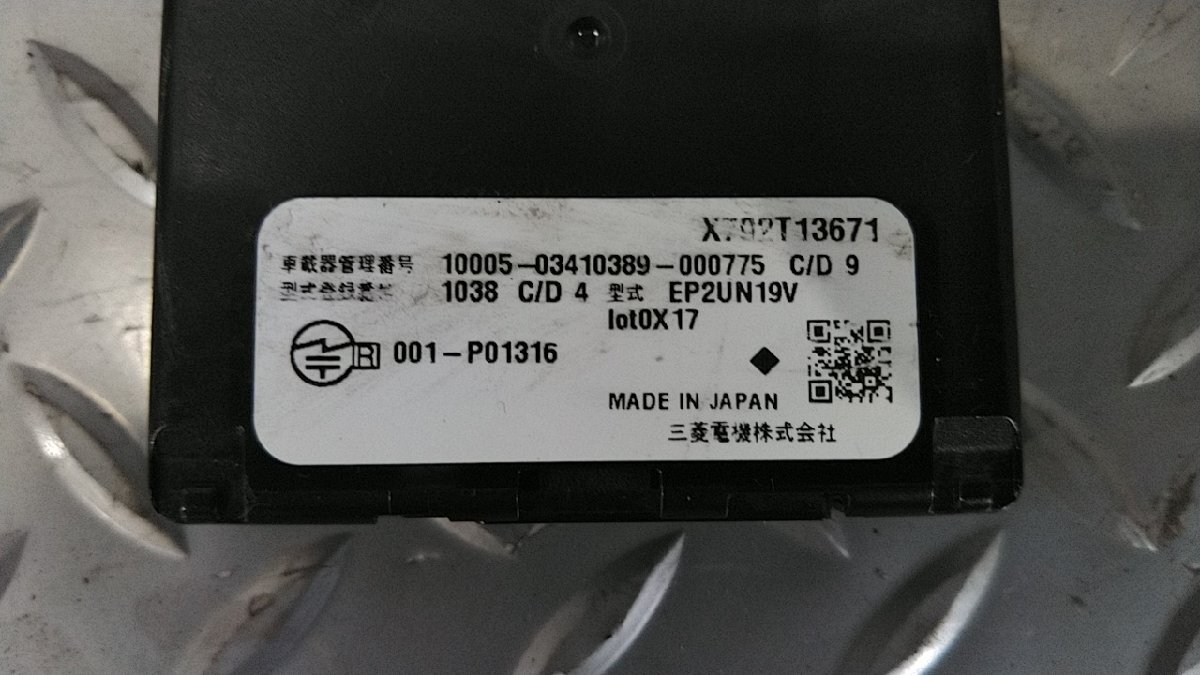 X792T13671
車載器管理番号 10005-03410389-000775 C/D 9
型式登録番号 1038 C/D 4 型式 EP2UN19V
lot0X17
R 001-P01316
MADE IN JAPAN
三菱電機株式会社